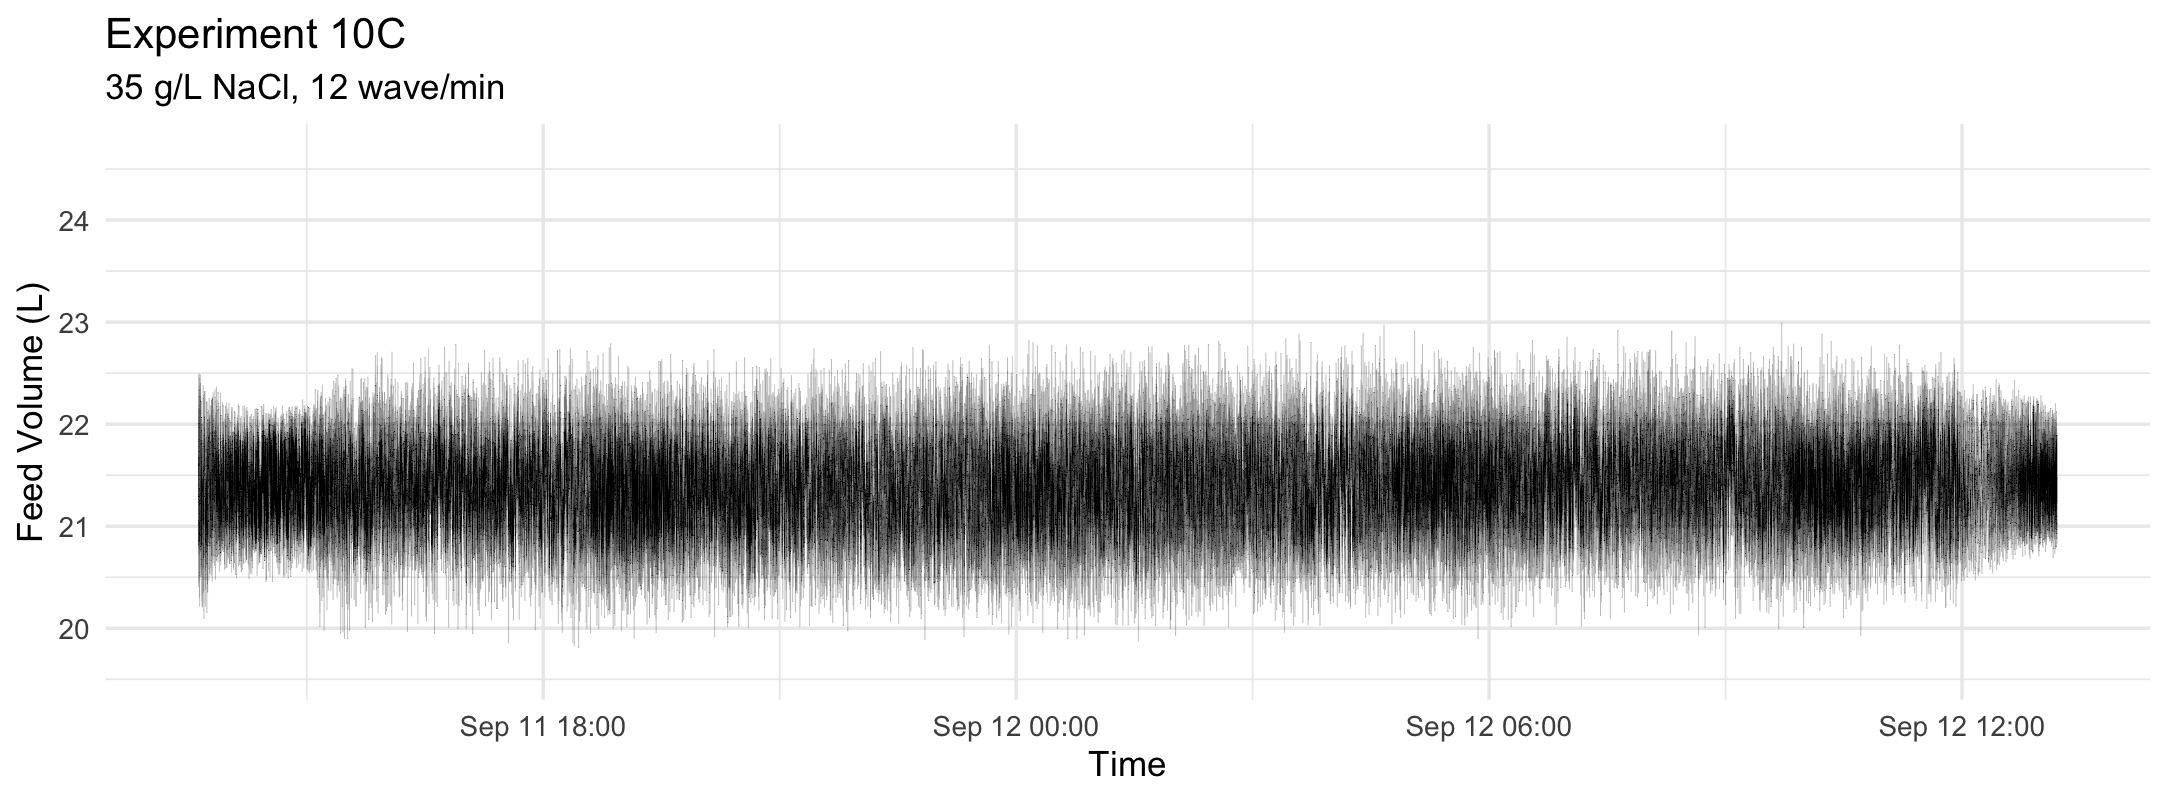 Experiment 10C
35 g/L NaCl, 12 wave/min
Feed Volume (L)
24
23
22
21
20
Sep 11 18:00
Sep 12 00:00
Sep 12 06:00
Sep 12 12:00
Time